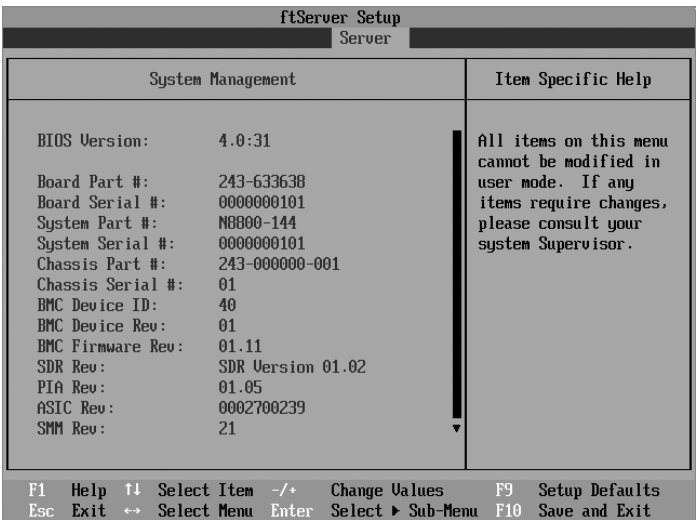 ftServer Setup
Server
System Management
Item Specific Help
BIOS Version: 4.0:31
Board Part #: 243-633638
Board Serial #: 0000000101
System Part #: N8800-144
System Serial #: 0000000101
Chassis Part #: 243-000000-001
Chassis Serial #: 01
BMC Device ID: 40
BMC Device Rev: 01
BMC Firmware Rev: 01.11
SDR Rev: SDR Version 01.02
PIA Rev: 01.05
ASIC Rev: 0002700239
SMM Rev: 21
All items on this menu
cannot be modified in
user mode. If any
items require changes,
please consult your
system Supervisor.
F1 Help ↑↓ Select Item -/+ Change Values F9 Setup Defaults
Esc Exit ↔ Select Menu Enter Select ▶ Sub-Menu F10 Save and Exit